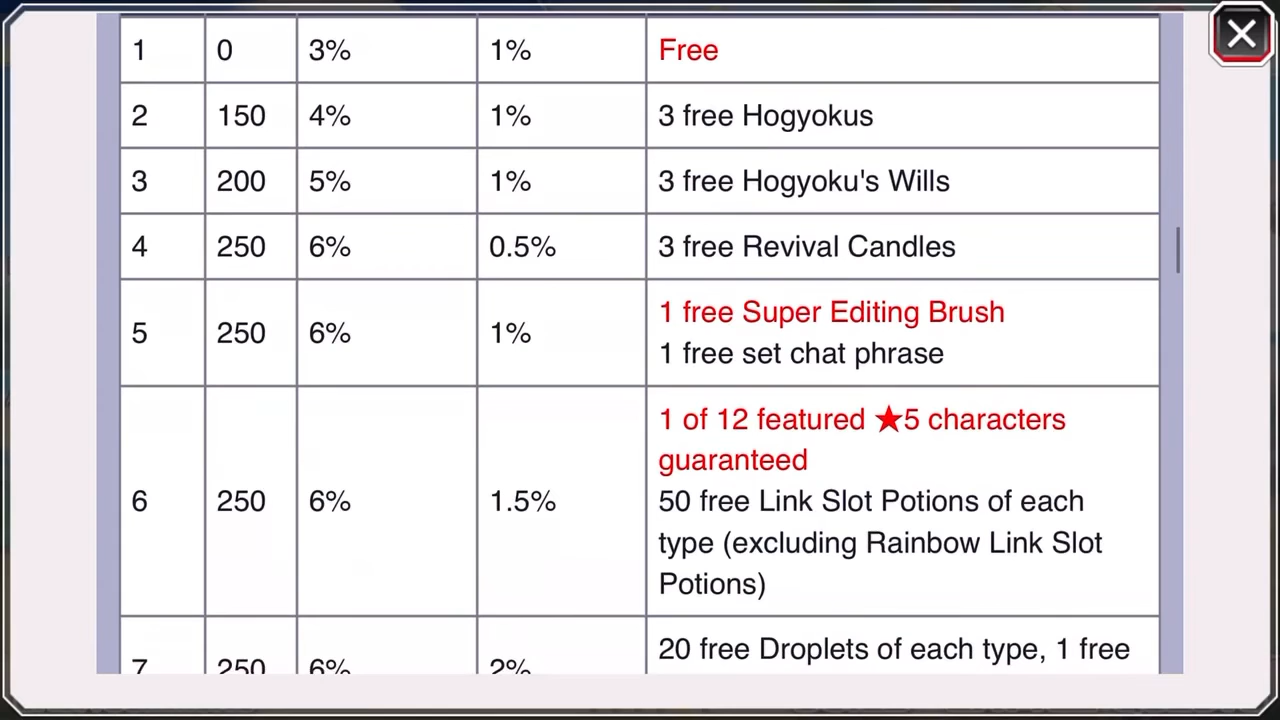 1 0 3% 1% Free
2 150 4% 1% 3 free Hogyokus
3 200 5% 1% 3 free Hogyoku's Wills
4 250 6% 0.5% 3 free Revival Candles
5 250 6% 1% 1 free Super Editing Brush
1 free set chat phrase
6 250 6% 1.5% 1 of 12 featured ★5 characters
guaranteed
50 free Link Slot Potions of each
type (excluding Rainbow Link Slot
Potions)
7 250 6% 2% 20 free Droplets of each type, 1 free